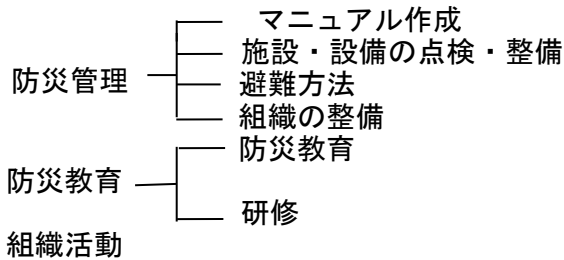 マニュアル作成
施設・設備の点検・整備
防災管理
避難方法
組織の整備
防災教育
防災教育
研修
組織活動